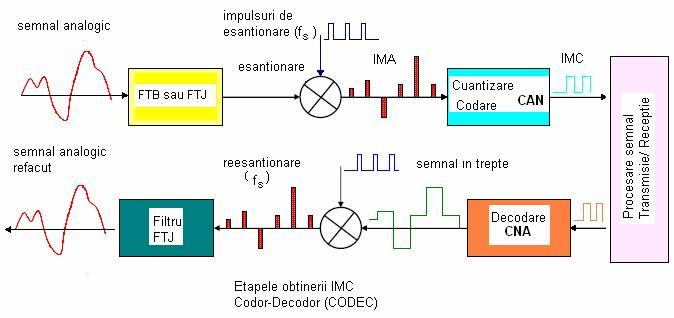 semnal analogic
impulsuri de
esantionare (fs )
esantionare
IMA
IMC
FTB sau FTJ
Cuantizare
Codare CAN
Procesare semnal
Transmisie/ Receptie
semnal analogic
refacut
reesantionare
( fs)
semnal in trepte
Filtru
FTJ
Decodare
CNA
Etapele obtinerii IMC
Codor-Decodor (CODEC)